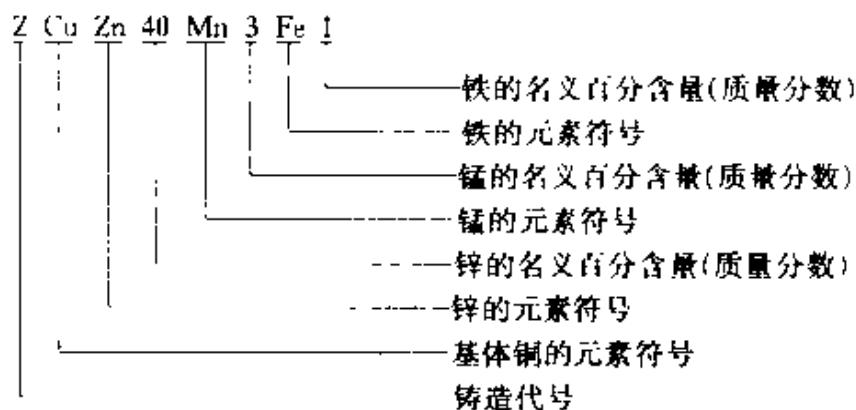 Z Cu Zn 40 Mn 3 Fe 1
铁的名义百分含量(质量分数)
铁的元素符号
锰的名义百分含量(质量分数)
锰的元素符号
锌的名义百分含量(质量分数)
锌的元素符号
基体铜的元素符号
铸造代号